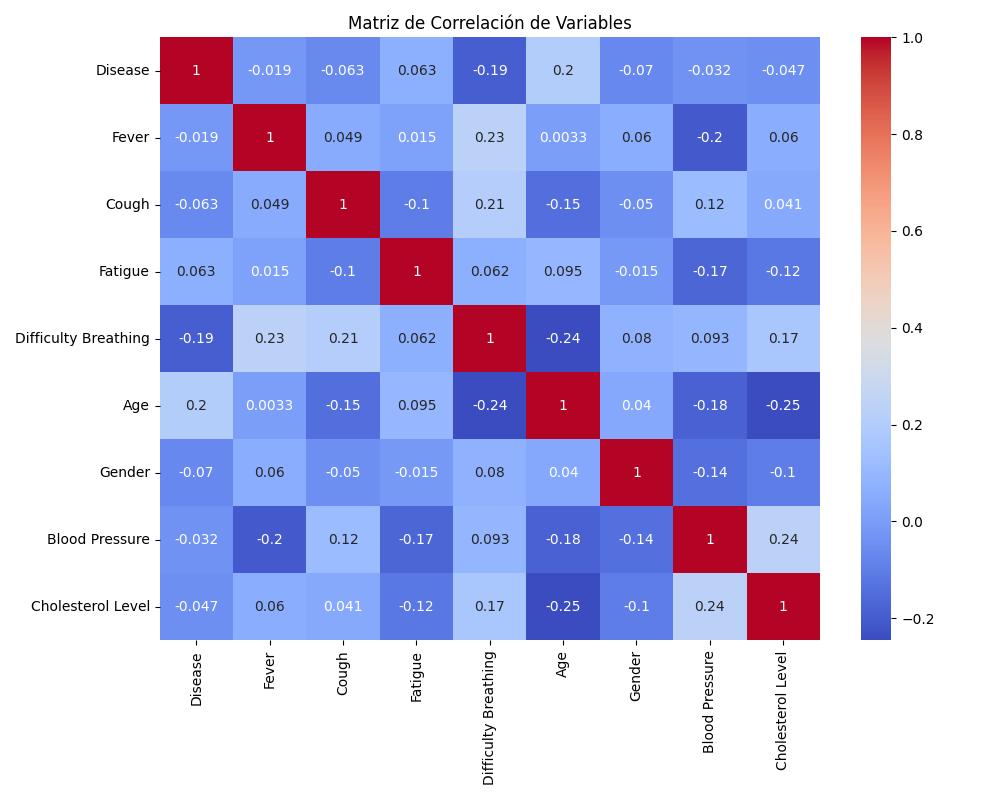 Matriz de Correlación de Variables
Disease 1 -0.019 -0.063 0.063 -0.19 0.2 -0.07 -0.032 -0.047
Fever -0.019 1 0.049 0.015 0.23 0.0033 0.06 -0.2 0.06
Cough -0.063 0.049 1 -0.1 0.21 -0.15 -0.05 0.12 0.041
Fatigue 0.063 0.015 -0.1 1 0.062 0.095 -0.015 -0.17 -0.12
Difficulty Breathing -0.19 0.23 0.21 0.062 1 -0.24 0.08 0.093 0.17
Age 0.2 0.0033 -0.15 0.095 -0.24 1 0.04 -0.18 -0.25
Gender -0.07 0.06 -0.05 -0.015 0.08 0.04 1 -0.14 -0.1
Blood Pressure -0.032 -0.2 0.12 -0.17 0.093 -0.18 -0.14 1 0.24
Cholesterol Level -0.047 0.06 0.041 -0.12 0.17 -0.25 -0.1 0.24 1
Disease
Fever
Cough
Fatigue
Difficulty Breathing
Age
Gender
Blood Pressure
Cholesterol Level
1.0
0.8
0.6
0.4
0.2
0.0
−0.2